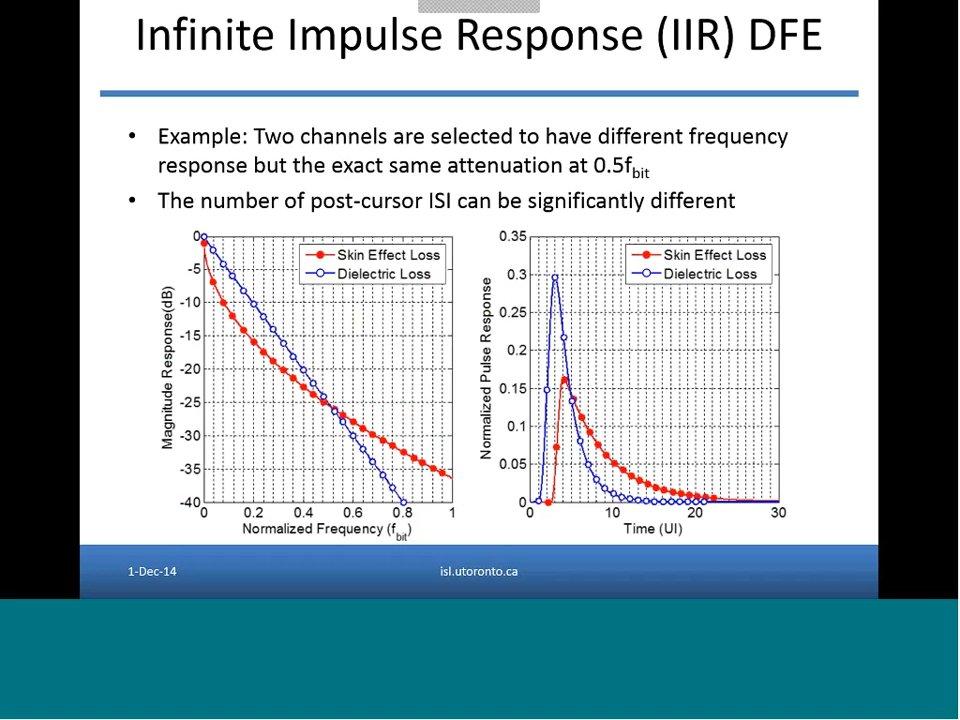 Infinite Impulse Response (IIR) DFE
• Example: Two channels are selected to have different frequency
response but the exact same attenuation at 0.5fbit
• The number of post-cursor ISI can be significantly different
Skin Effect Loss
Dielectric Loss
Magnitude Response(dB)
0
-5
-10
-15
-20
-25
-30
-35
-40
0 0.2 0.4 0.6 0.8 1
Normalized Frequency (fbit)
Skin Effect Loss
Dielectric Loss
Normalized Pulse Response
0.35
0.3
0.25
0.2
0.15
0.1
0.05
0
0 10 20 30
Time (UI)
1-Dec-14
isl.utoronto.ca